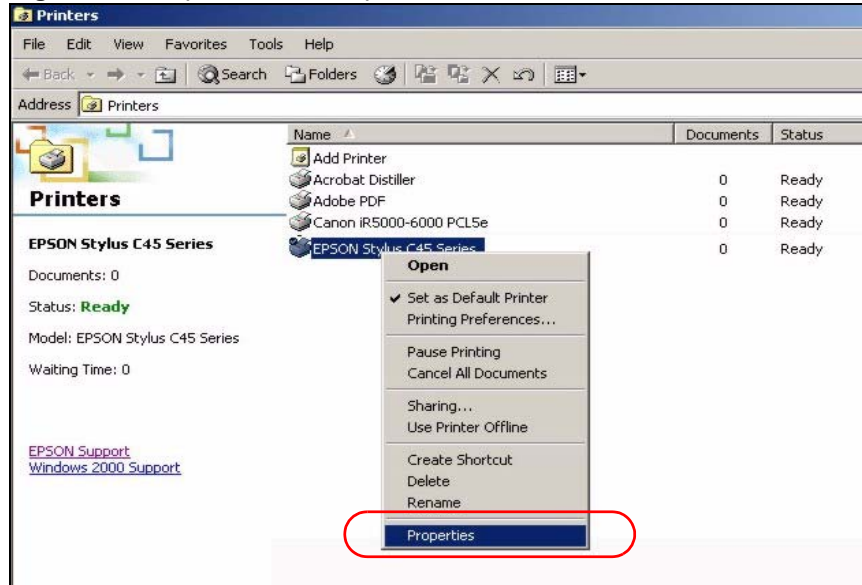 Printers
File Edit View Favorites Tools Help
Back Search Folders
Address Printers
Printers
EPSON Stylus C45 Series
Documents: 0
Status: Ready
Model: EPSON Stylus C45 Series
Waiting Time: 0
EPSON Support
Windows 2000 Support
Name Documents Status
Add Printer
Acrobat Distiller 0 Ready
Adobe PDF 0 Ready
Canon iR5000-6000 PCL5e 0 Ready
EPSON Stylus C45 Series 0 Ready
Open
Set as Default Printer
Printing Preferences...
Pause Printing
Cancel All Documents
Sharing...
Use Printer Offline
Create Shortcut
Delete
Rename
Properties